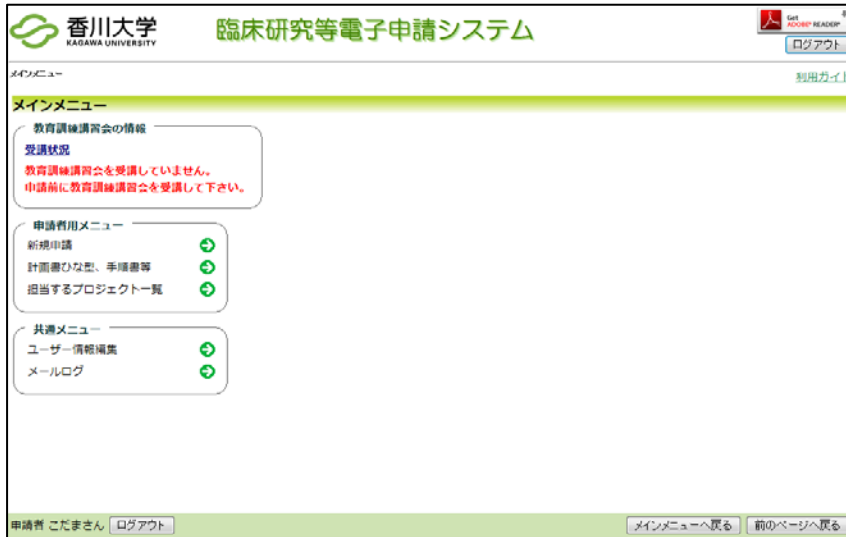 香川大学
KAGAWA UNIVERSITY
臨床研究等電子申請システム
Get
ADOBE® READER®
ログアウト
メインメニュー
利用ガイド
メインメニュー
教育訓練講習会の情報
受講状況
教育訓練講習会を受講していません。
申請前に教育訓練講習会を受講して下さい。
申請者用メニュー
新規申請
計画書ひな型、手順書等
担当するプロジェクト一覧
共通メニュー
ユーザー情報編集
メールログ
申請者 こだまさん ログアウト
メインメニューへ戻る 前のページへ戻る